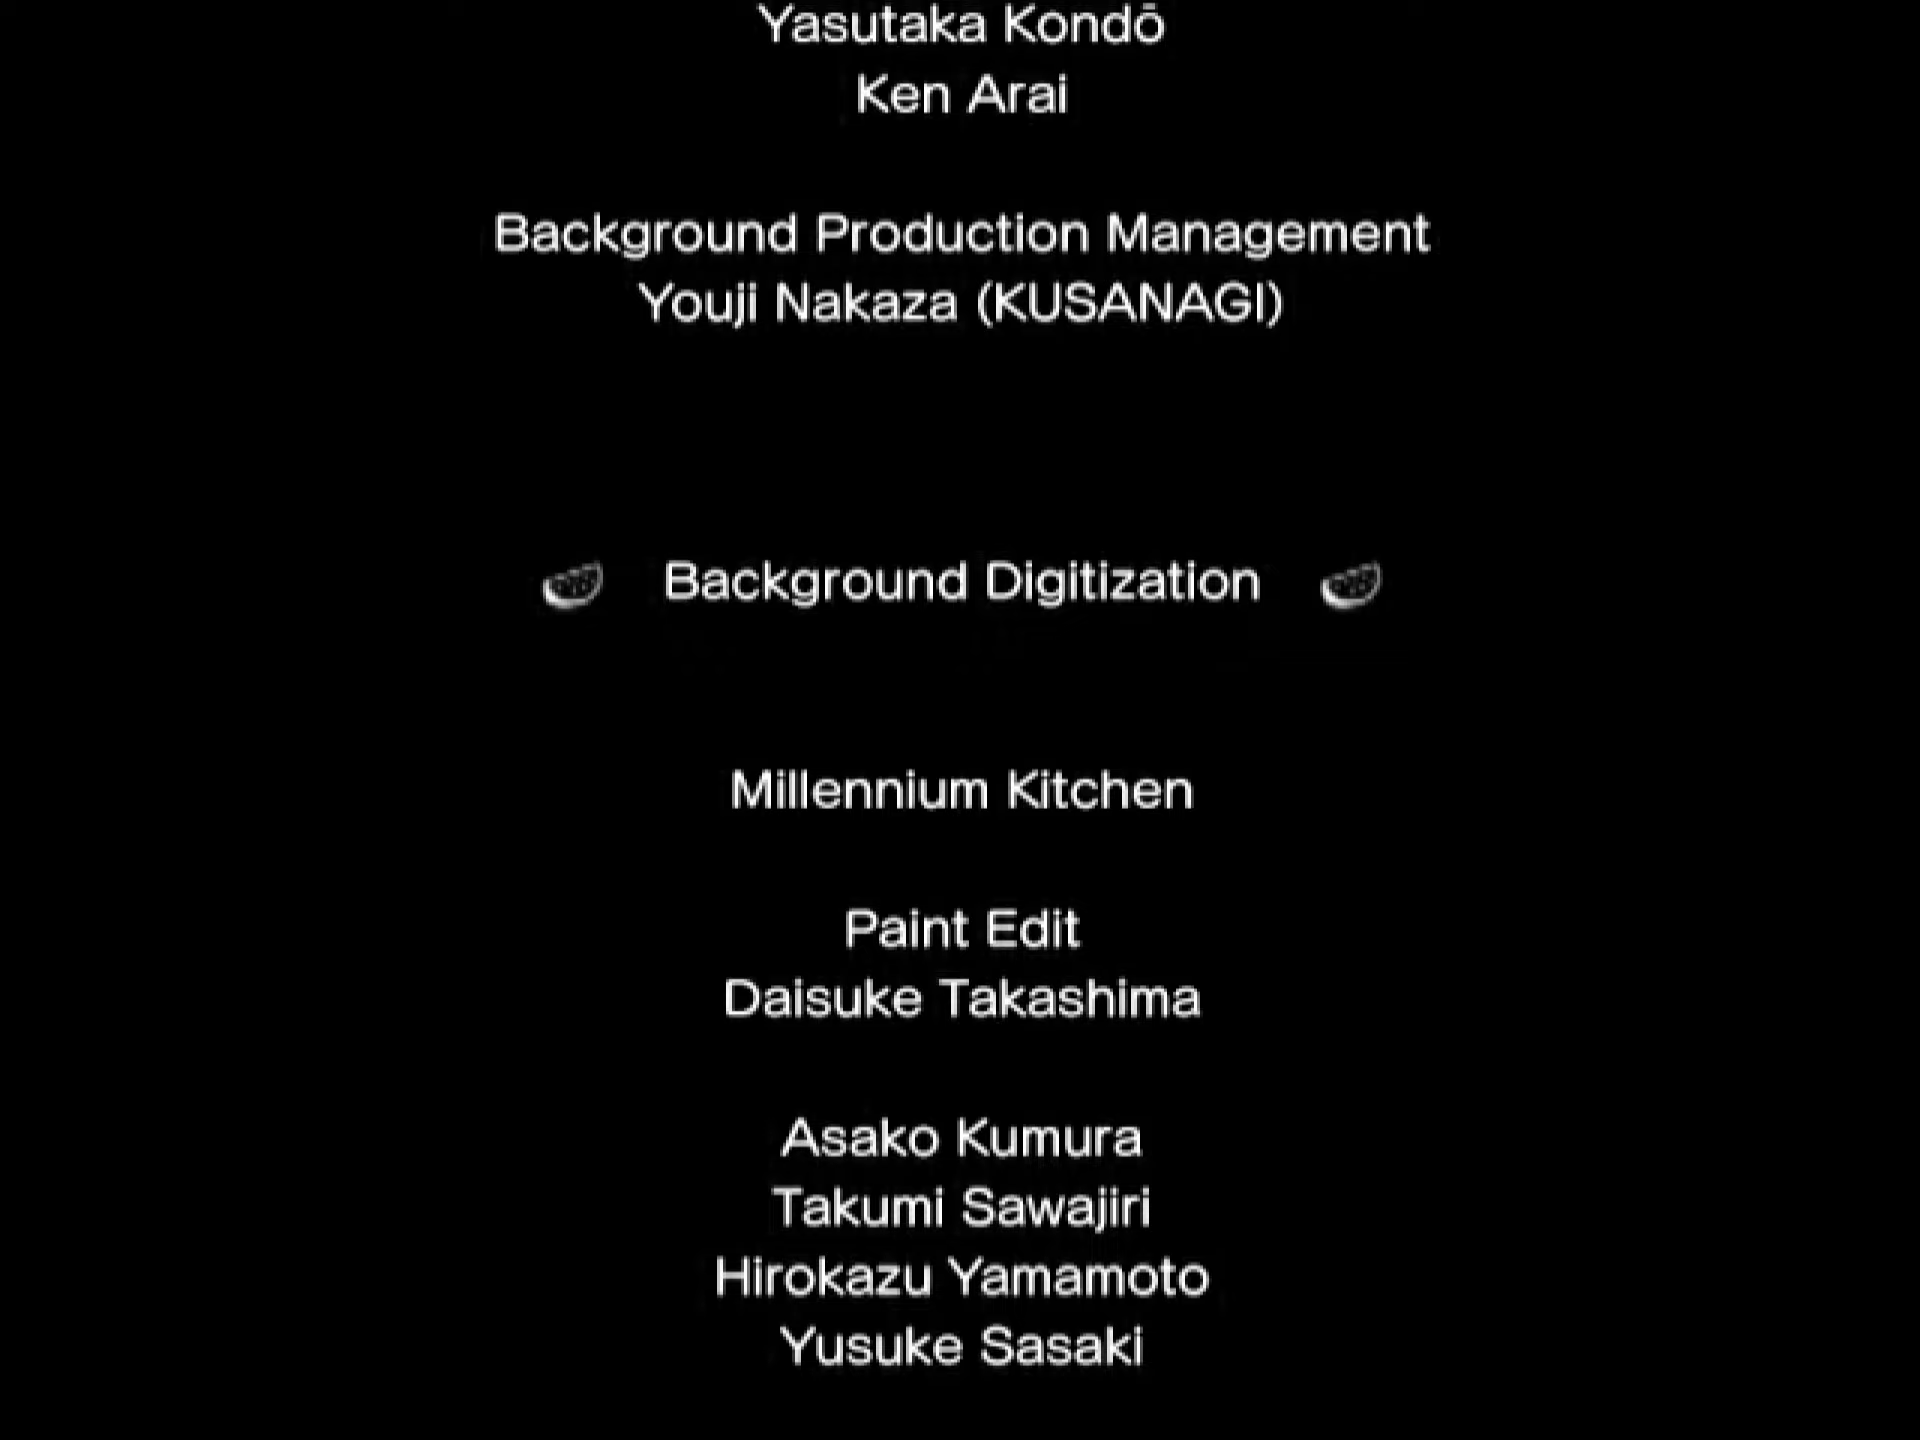 Yasutaka Kondō
Ken Arai
Background Production Management
Youji Nakaza (KUSANAGI)
Background Digitization
Millennium Kitchen
Paint Edit
Daisuke Takashima
Asako Kumura
Takumi Sawajiri
Hirokazu Yamamoto
Yusuke Sasaki